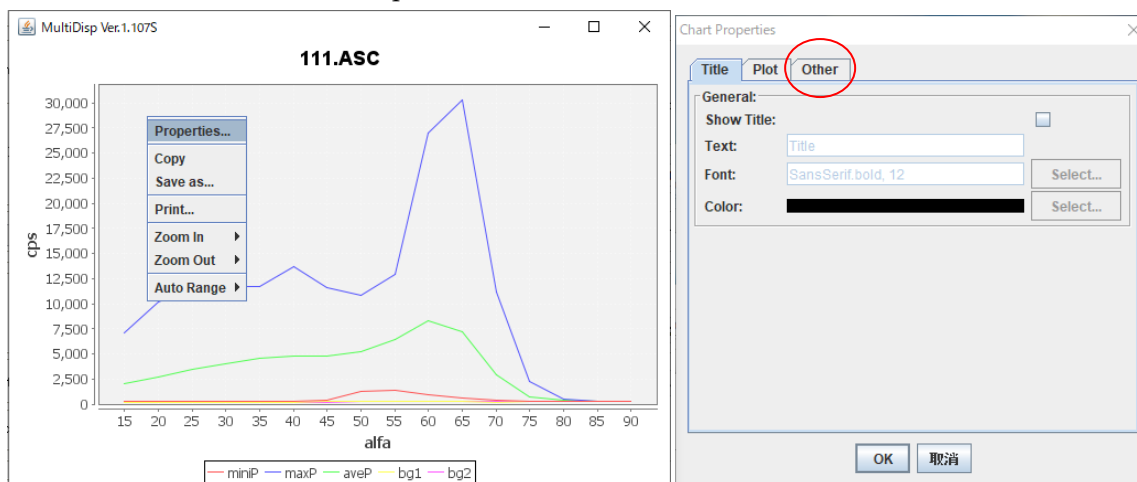 MultiDisp Ver.1.107S
111.ASC
30,000
27,500
25,000
22,500
20,000
17,500
15,000
12,500
10,000
7,500
5,000
2,500
0
cps
Properties...
Copy
Save as...
Print...
Zoom In
Zoom Out
Auto Range
15 20 25 30 35 40 45 50 55 60 65 70 75 80 85 90
alfa
miniP maxP aveP bg1 bg2
Chart Properties
Title Plot Other
General:
Show Title:
Text: Title
Font: SansSerif.bold, 12 Select...
Color: Select...
OK 取消